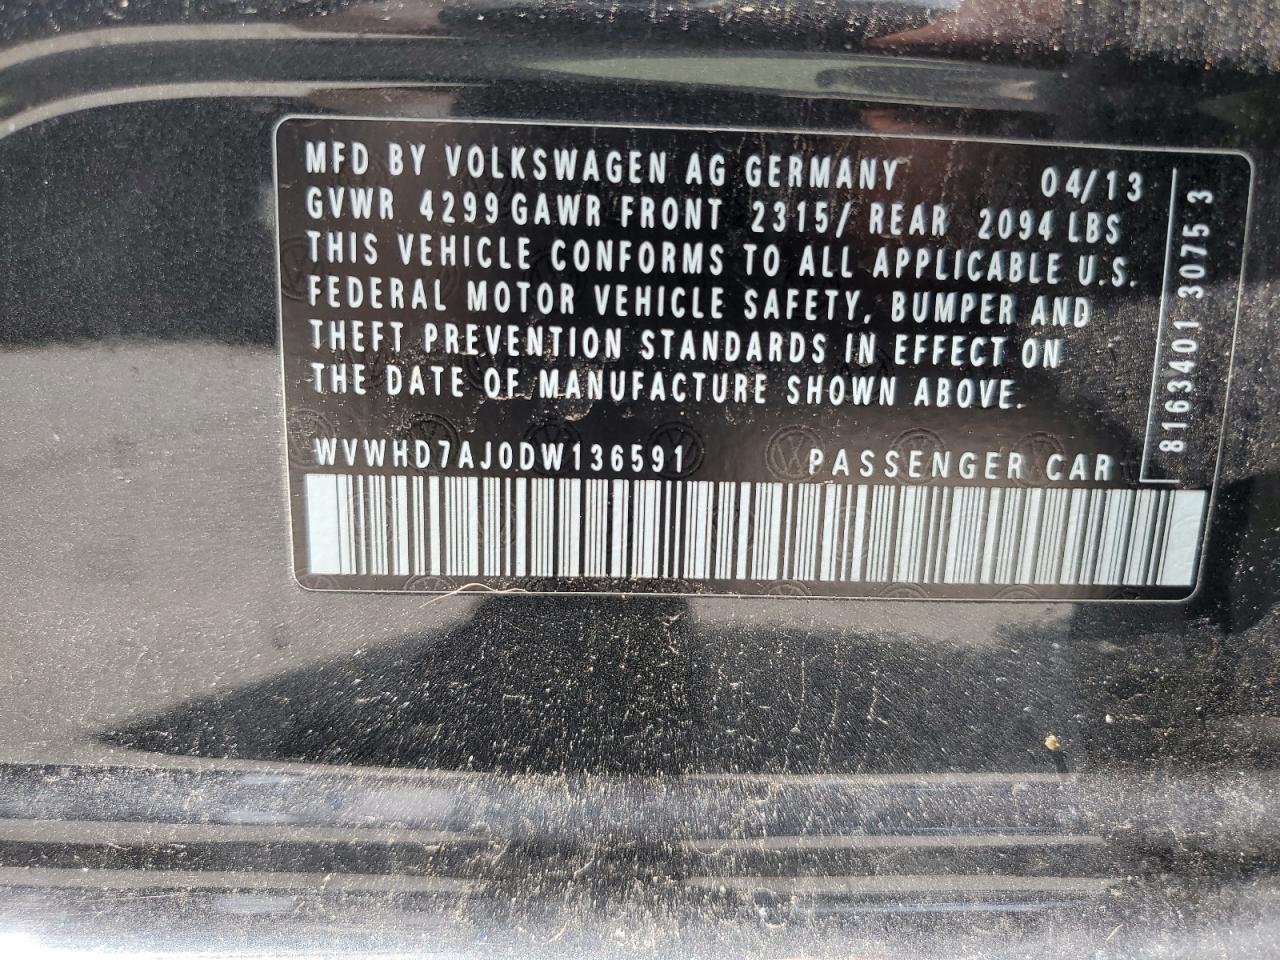 MFD BY VOLKSWAGEN AG GERMANY 04/13
GVWR 4299 GAWR FRONT 2315/ REAR 2094 LBS
THIS VEHICLE CONFORMS TO ALL APPLICABLE U.S.
FEDERAL MOTOR VEHICLE SAFETY, BUMPER AND
THEFT PREVENTION STANDARDS IN EFFECT ON
THE DATE OF MANUFACTURE SHOWN ABOVE.
WVWHD7AJ0DW136591 PASSENGER CAR
8163401 3075 3